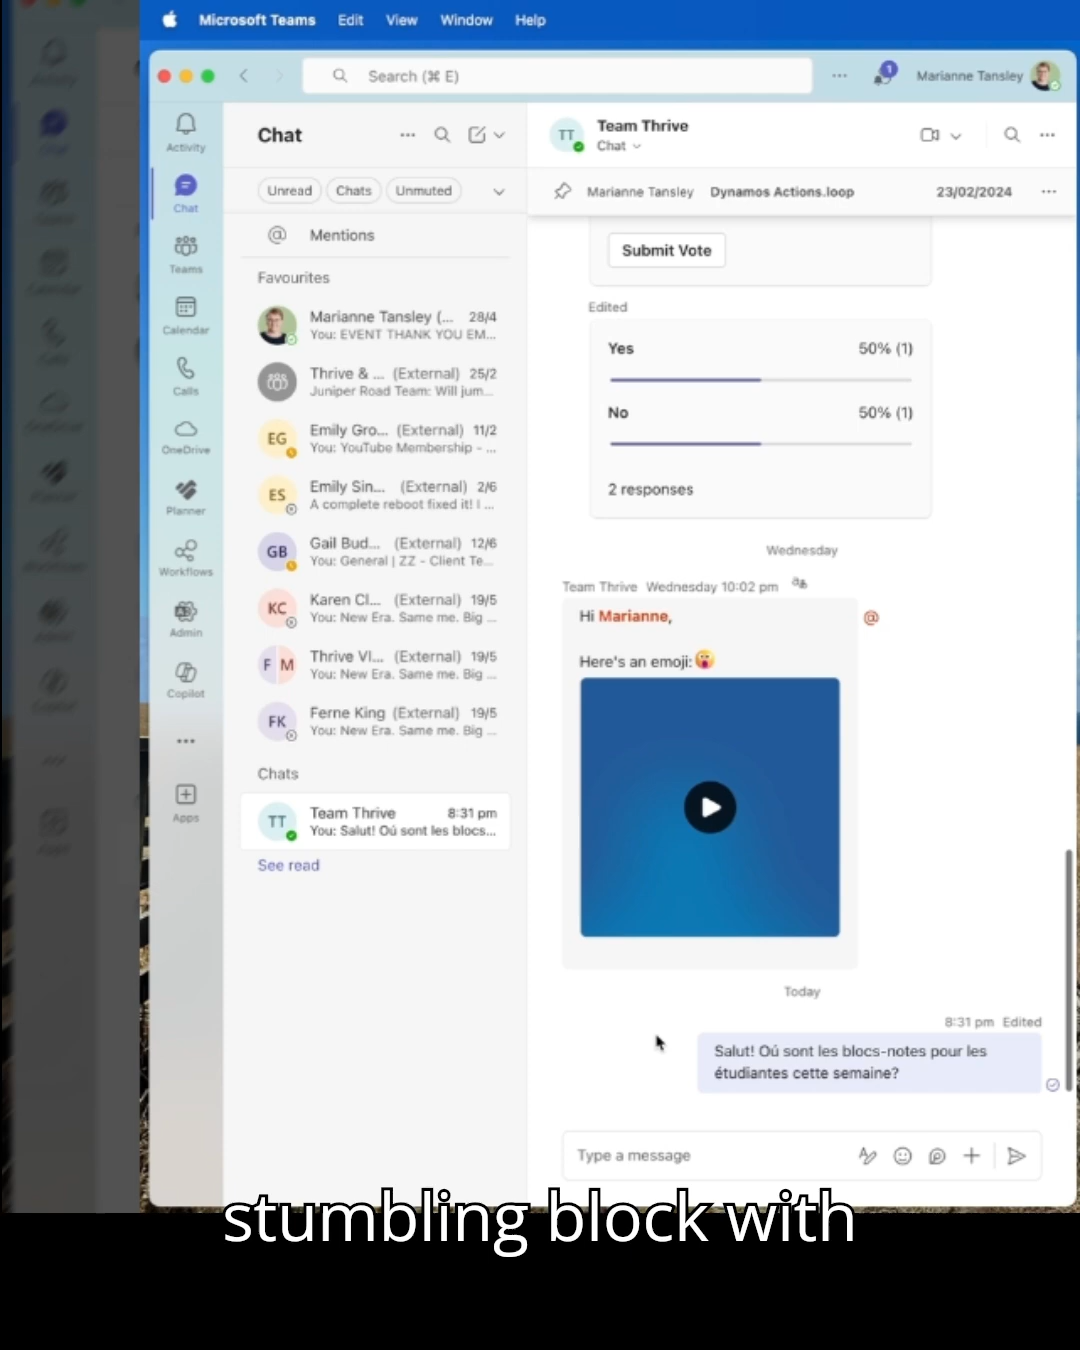 Microsoft Teams Edit View Window Help
Search (⌘ E)
1
Marianne Tansley
Activity
Chat
Teams
Calendar
Calls
OneDrive
Planner
Workflows
Admin
Copilot
Apps
Chat
Unread Chats Unmuted
Mentions
Favourites
Marianne Tansley (... 28/4
You: EVENT THANK YOU EM...
Thrive & ... (External) 25/2
Juniper Road Team: Will jum...
EG
Emily Gro... (External) 11/2
You: YouTube Membership - ...
ES
Emily Sin... (External) 2/6
A complete reboot fixed it! I ...
GB
Gail Bud... (External) 12/6
You: General | ZZ - Client Te...
KC
Karen Cl... (External) 19/5
You: New Era. Same me. Big ...
F M
Thrive VI... (External) 19/5
You: New Era. Same me. Big ...
FK
Ferne King (External) 19/5
You: New Era. Same me. Big ...
Chats
TT
Team Thrive 8:31 pm
You: Salut! Oú sont les blocs...
See read
TT
Team Thrive
Chat
Marianne Tansley Dynamos Actions.loop 23/02/2024
Submit Vote
Edited
Yes 50% (1)
No 50% (1)
2 responses
Wednesday
Team Thrive Wednesday 10:02 pm
Hi Marianne,
Here's an emoji:
Today
8:31 pm Edited
Salut! Oú sont les blocs-notes pour les
étudiantes cette semaine?
Type a message
stumbling block with